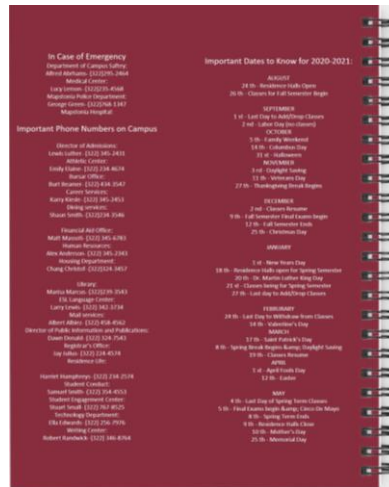 In Case of Emergency
Department of Campus Saftey:
Alfred Abrhams- (322)295-2464
Medical Center:
Lucy Lenson- (322)235-4568
Mapstonia Police Department:
George Green- (322)768-1347
Mapstonia Hospital:
Important Phone Numbers on Campus
Director of Admissions:
Lewis Luther- (322) 345-2431
Athletic Center:
Emily Elaine- (322) 234-4674
Bursar Office:
Burt Beamer- (322) 434-3547
Career Services:
Karry Klesle- (322) 345-2453
Dining services:
Shaun Smith- (322)234-3546
Financial Aid Office:
Matt Maxsett- (322) 345-6783
Human Resources:
Alex Anderson- (322) 345-2343
Housing Department:
Chang Christof- (322)324-3457
Library:
Marisa Marcus- (322)239-3543
ESL Language Center:
Larry Lewy- (322) 342-3734
Mail services:
Albert Albins- (322) 458-4562
Director of Public Information and Publications:
Dawn Donald- (322) 324-7543
Registrar's Office:
Jay Julius- (322) 224-4574
Residence Life:
Harriet Humphreys- (322) 234-2574
Student Conduct:
Samuel Smith- (322) 354-4553
Student Engagement Center:
Stuart Small- (322) 767-8525
Technology Department:
Ella Edwards- (322) 256-7976
Writing Center:
Robert Randwick- (322) 346-8764
Important Dates to Know for 2020-2021:
AUGUST
24 th - Residence Halls Open
26 th - Classes for Fall Semester Begin
SEPTEMBER
1 st - Last Day to Add/Drop Classes
2 nd - Labor Day (no classes)
OCTOBER
5 th - Family Weekend
14 th - Columbus Day
31 st - Halloween
NOVEMBER
3 rd - Daylight Saving
11 th - Veterans Day
27 th - Thanksgiving Break Begins
DECEMBER
2 nd - Classes Resume
9 th - Fall Semester Final Exams Begin
12 th - Fall Semester Ends
25 th - Christmas Day
JANUARY
1 st - New Years Day
18 th - Residence Halls open for Spring Semester
20 th - Dr. Martin Luther King Day
21 st - Classes being for Spring Semester
27 th - Last day to Add/Drop Classes
FEBRUARY
24 th - Last Day to Withdraw from Classes
14 th - Valentine's Day
MARCH
17 th - Saint Patrick's Day
8 th - Spring Break Begins &amp; Daylight Saving
19 th - Classes Resume
APRIL
1 st - April Fools Day
12 th - Easter
MAY
4 th - Last Day of Spring Term Classes
5 th - Final Exams begin &amp; Cinco De Mayo
8 th - Spring Term Ends
9 th - Residence Halls Close
10 th - Mother's Day
25 th - Memorial Day